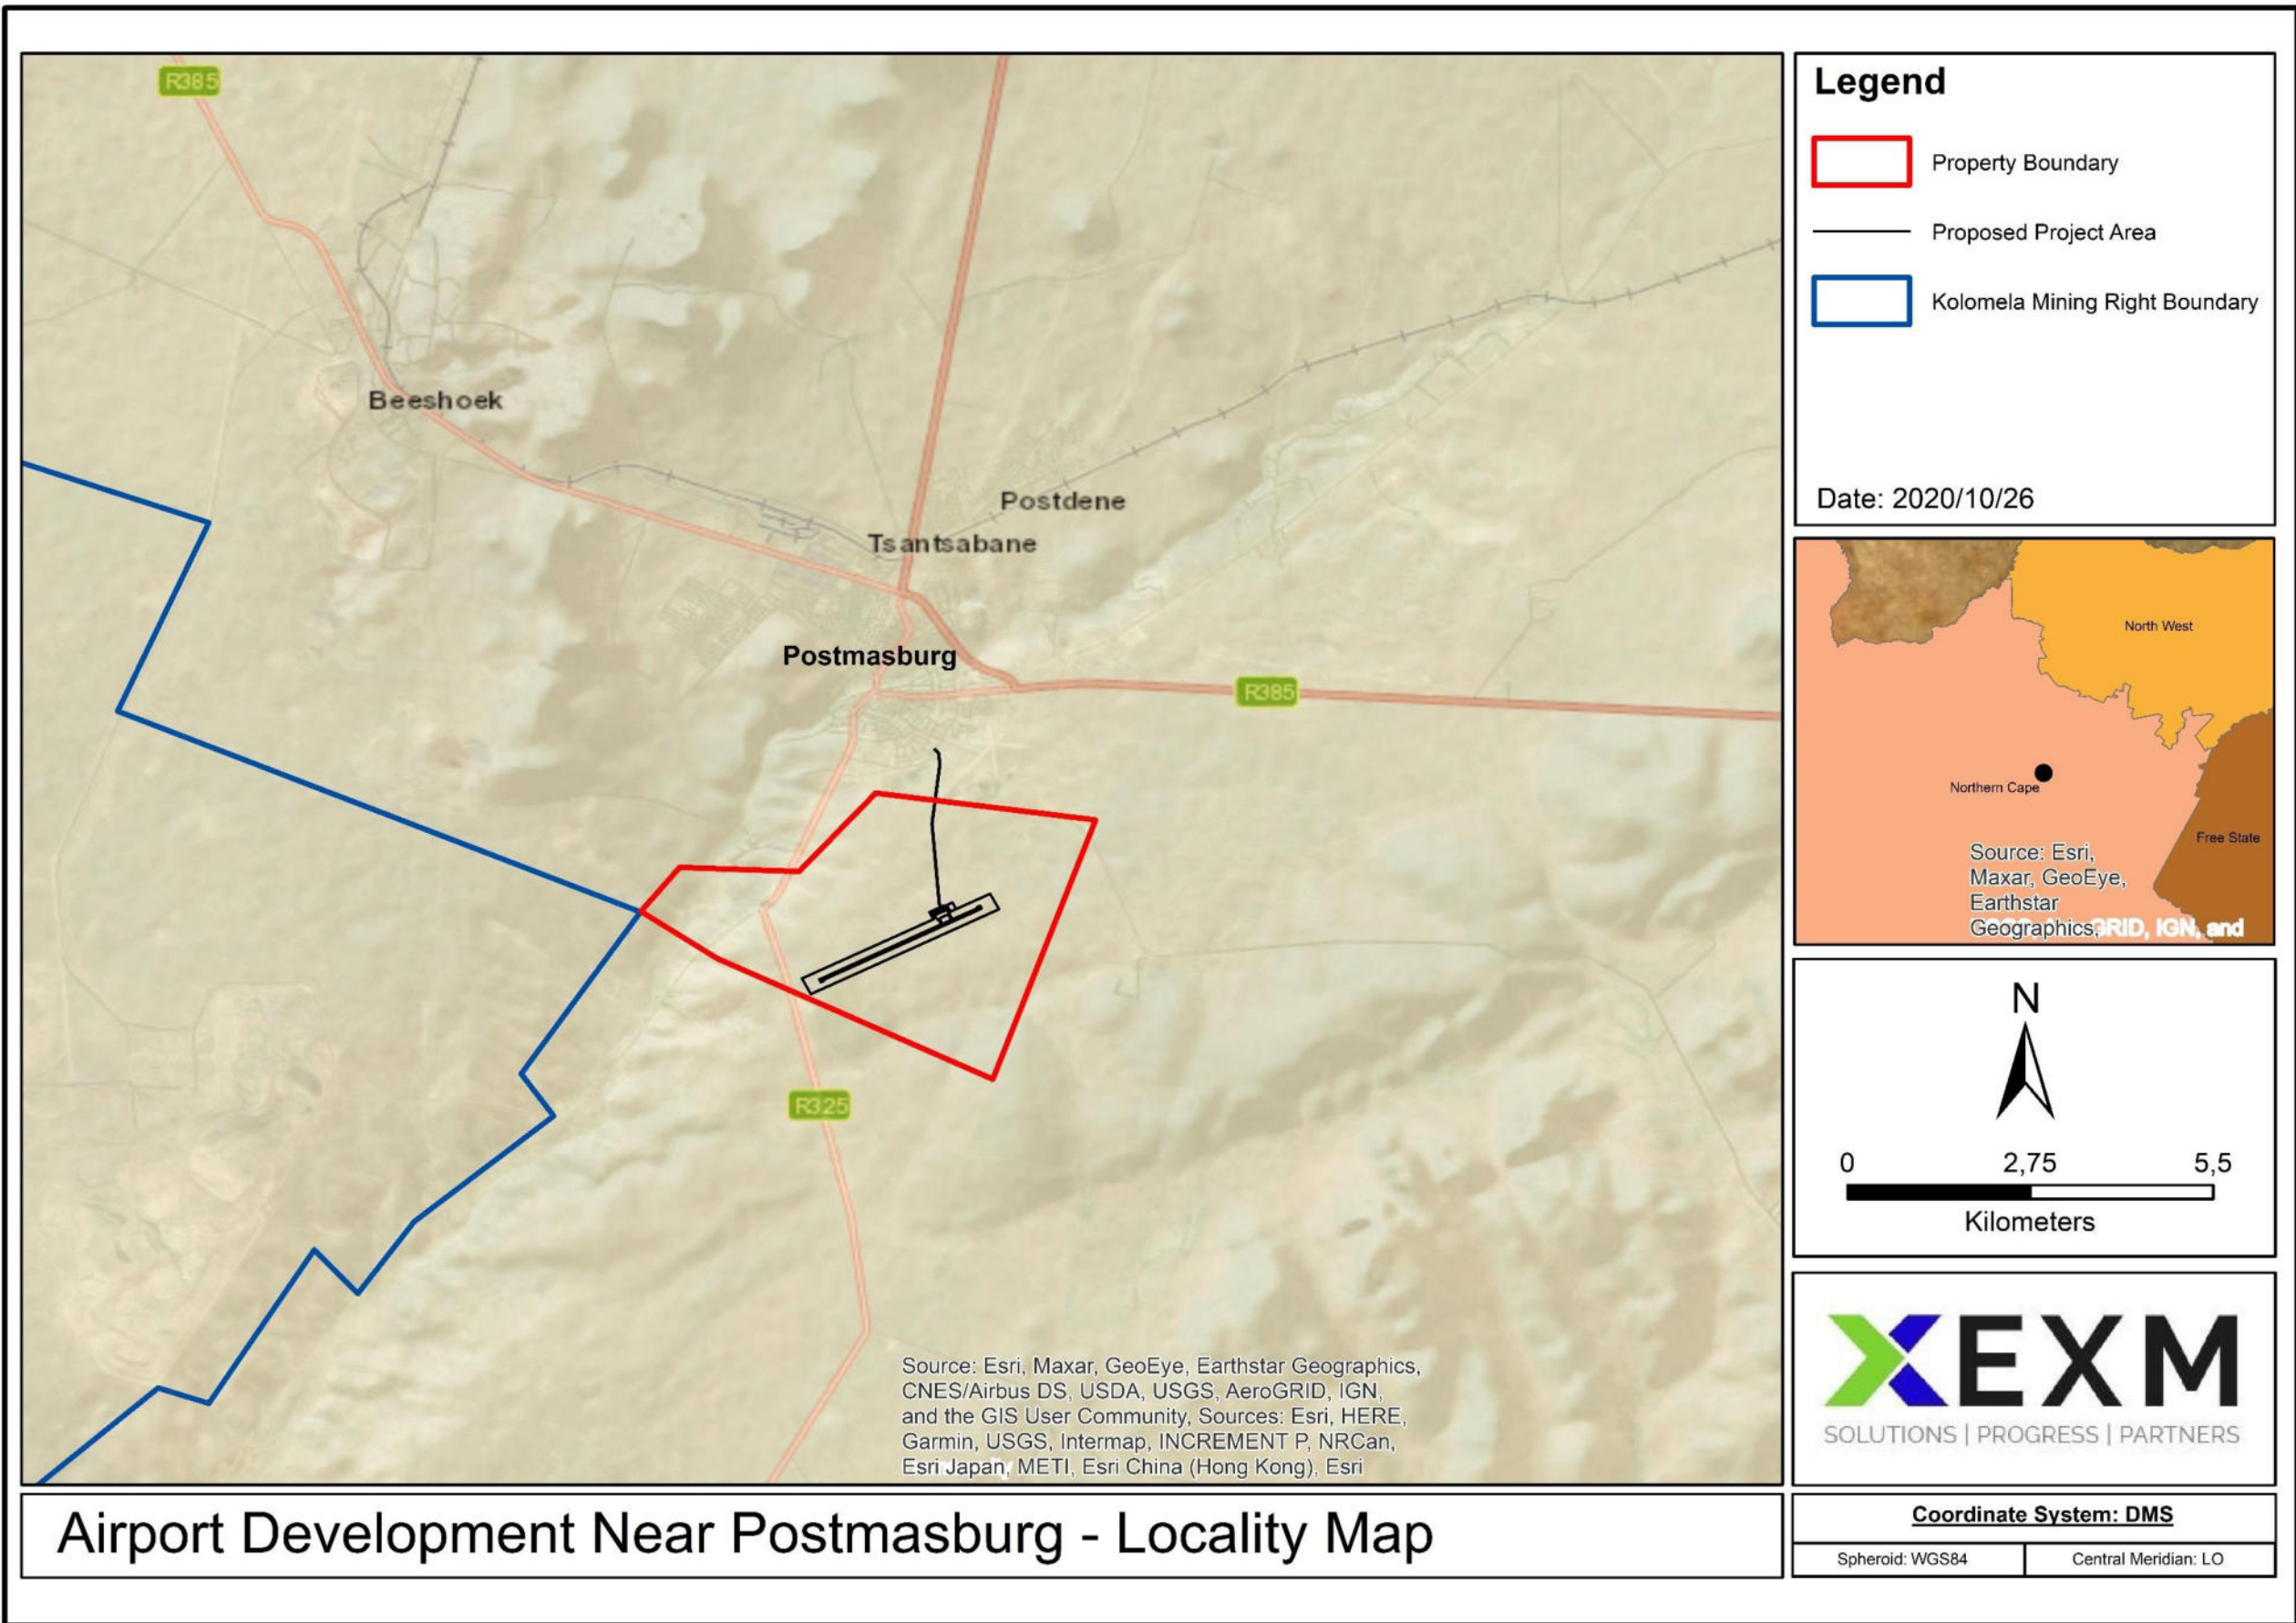 R385
Beeshoek
Postdene
Tsantsabane
Postmasburg
R385
R325
Source: Esri, Maxar, GeoEye, Earthstar Geographics,
CNES/Airbus DS, USDA, USGS, AeroGRID, IGN,
and the GIS User Community, Sources: Esri, HERE,
Garmin, USGS, Intermap, INCREMENT P, NRCan,
Esri Japan, METI, Esri China (Hong Kong), Esri
Airport Development Near Postmasburg - Locality Map
Legend
Property Boundary
Proposed Project Area
Kolomela Mining Right Boundary
Date: 2020/10/26
North West
Northern Cape
Free State
Source: Esri,
Maxar, GeoEye,
Earthstar
Geographics, GRID, IGN, and
N
0 2,75 5,5
Kilometers
EXM
SOLUTIONS | PROGRESS | PARTNERS
Coordinate System: DMS
Spheroid: WGS84
Central Meridian: LO